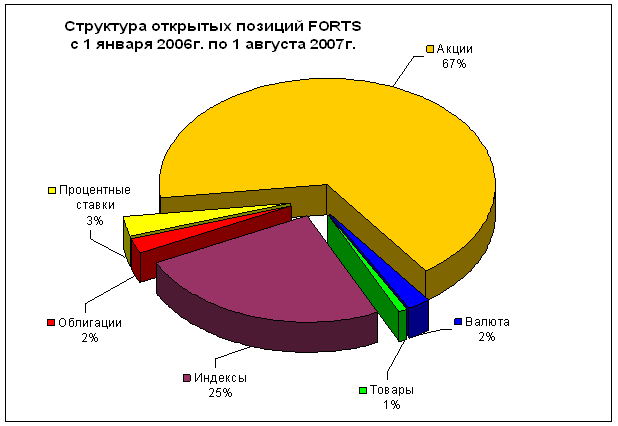 Структура открытых позиций FORTS
с 1 января 2006г. по 1 августа 2007г.
Акции
67%
Процентные
ставки
3%
Облигации
2%
Индексы
25%
Товары
1%
Валюта
2%